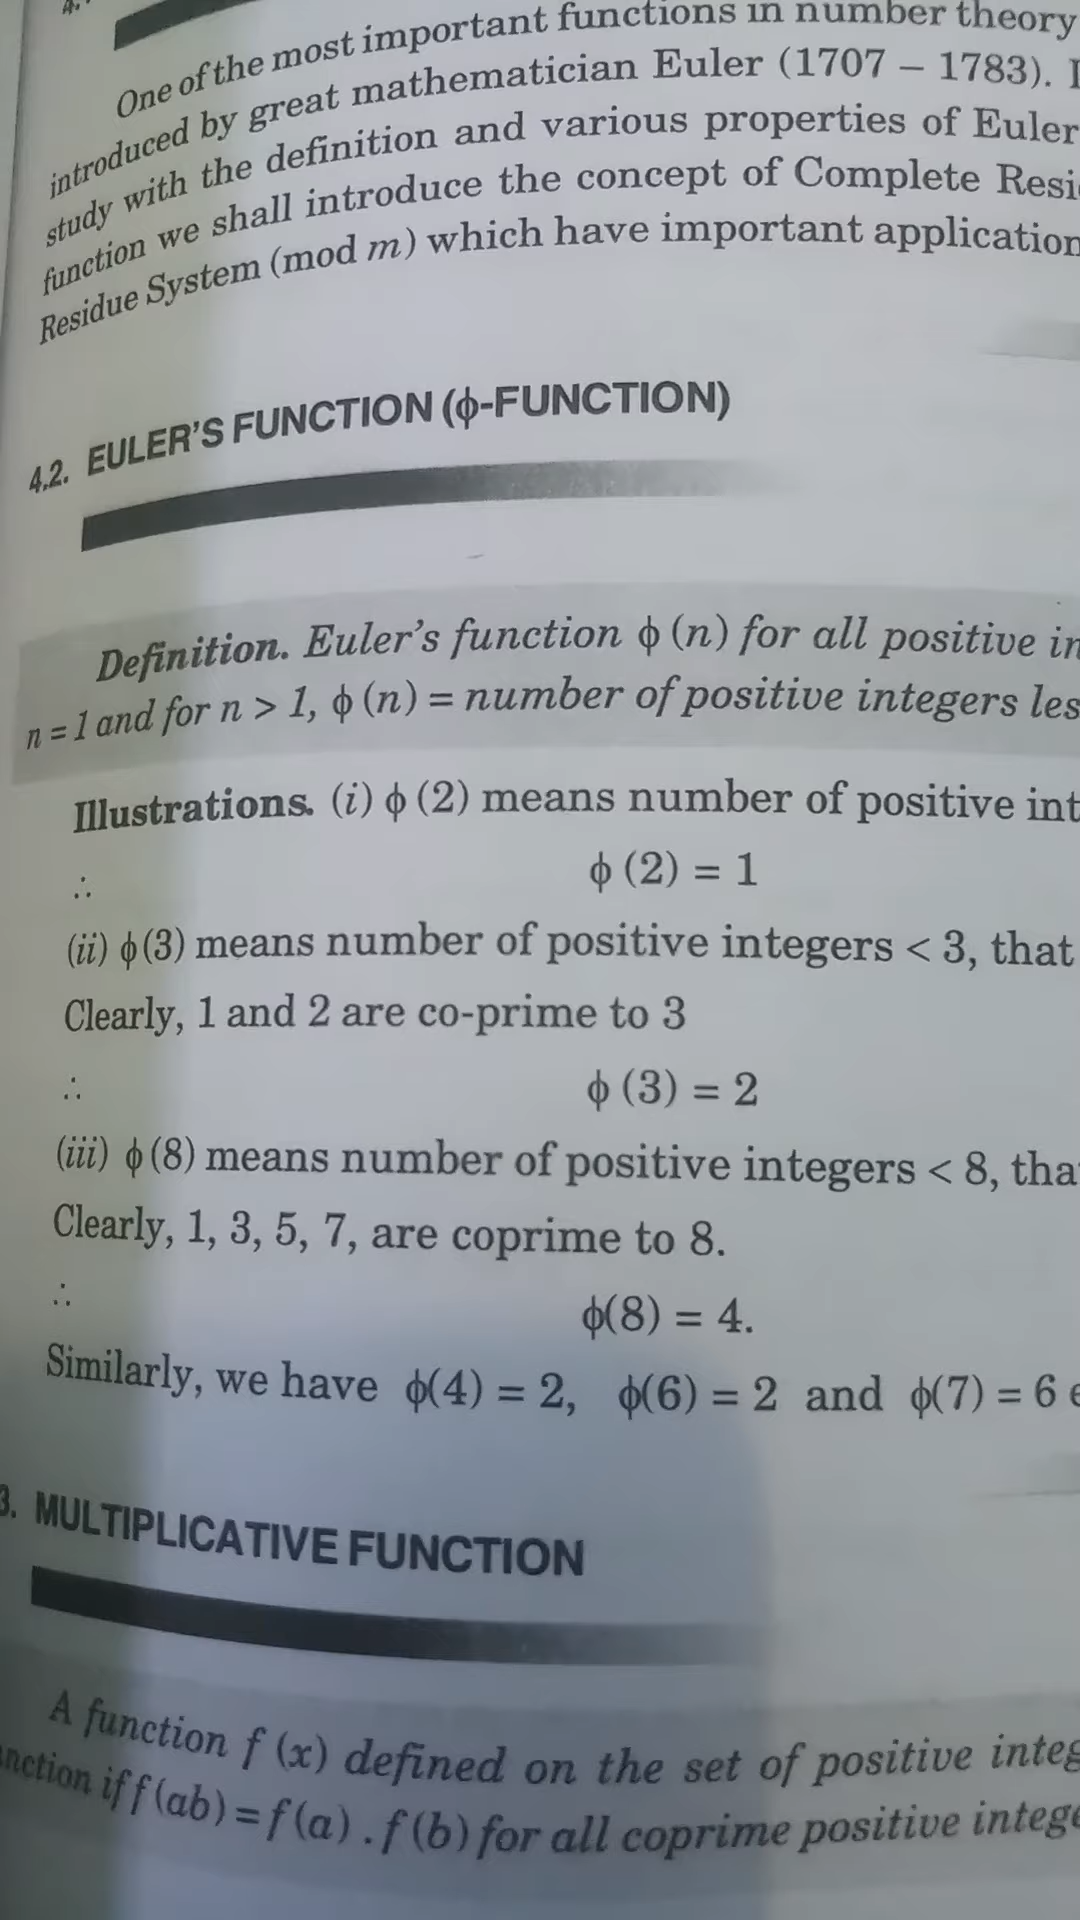 4.
One of the most important functions in number theory
introduced by great mathematician Euler (1707 – 1783).
study with the definition and various properties of Euler
function we shall introduce the concept of Complete
Residue System (mod m) which have important application
4.2. EULER'S FUNCTION (ϕ-FUNCTION)
Definition. Euler's function ϕ (n) for all positive
n = 1 and for n > 1, ϕ (n) = number of positive integers les
Illustrations. (i) ϕ (2) means number of positive int
∴ ϕ (2) = 1
(ii) ϕ (3) means number of positive integers < 3, that
Clearly, 1 and 2 are co-prime to 3
∴ ϕ (3) = 2
(iii) ϕ (8) means number of positive integers < 8, tha
Clearly, 1, 3, 5, 7, are coprime to 8.
∴ ϕ(8) = 4.
Similarly, we have ϕ(4) = 2, ϕ(6) = 2 and ϕ(7) = 6
3. MULTIPLICATIVE FUNCTION
A function f (x) defined on the set of positive integ
nction if f (ab) = f (a) . f (b) for all coprime positive intege